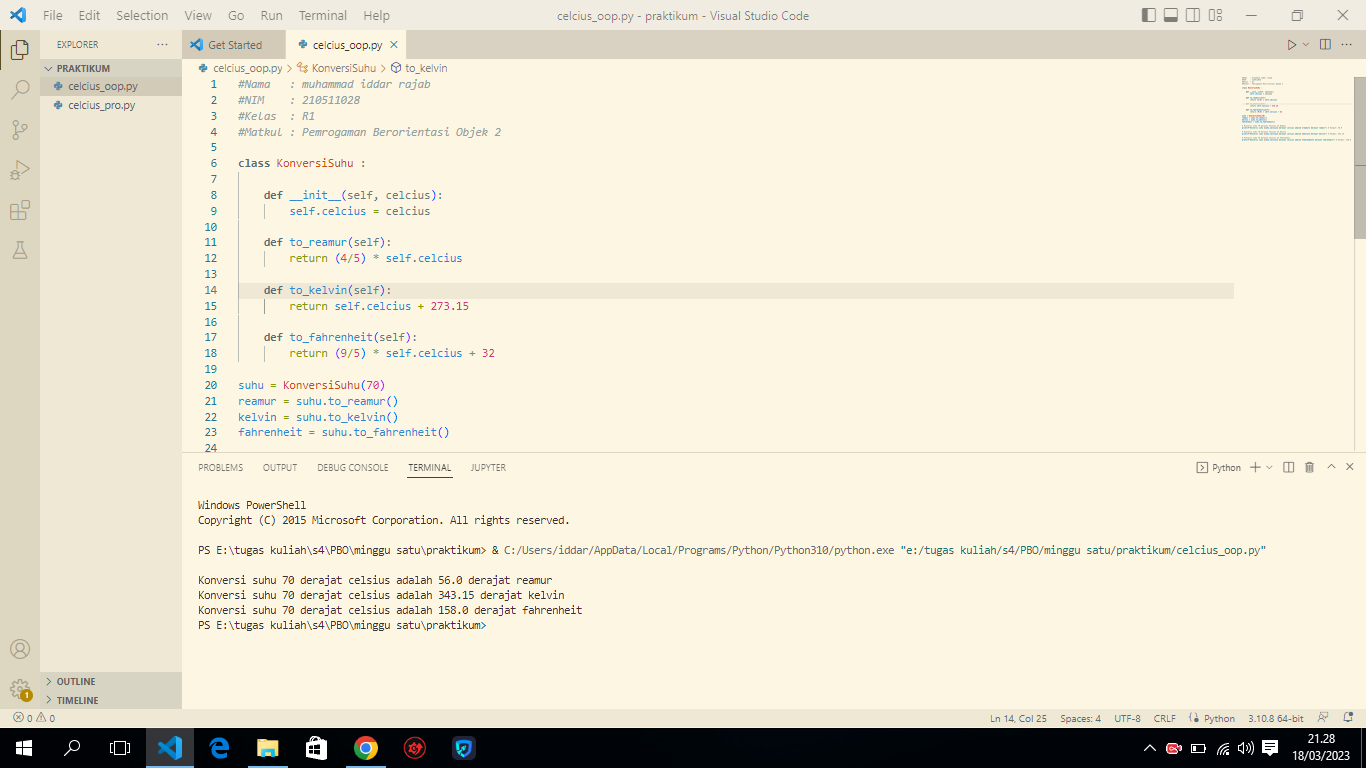 File Edit Selection View Go Run Terminal Help celcius_oop.py - praktikum - Visual Studio Code
EXPLORER ···
Get Started celcius_oop.py
PRAKTIKUM
celcius_oop.py
celcius_pro.py
celcius_oop.py > KonversiSuhu > to_kelvin
1 #Nama   : muhammad iddar rajab
2 #NIM    : 210511028
3 #Kelas  : R1
4 #Matkul : Pemrogaman Berorientasi Objek 2
5
6 class KonversiSuhu :
7
8     def __init__(self, celcius):
9         self.celcius = celcius
10
11     def to_reamur(self):
12         return (4/5) * self.celcius
13
14     def to_kelvin(self):
15         return self.celcius + 273.15
16
17     def to_fahrenheit(self):
18         return (9/5) * self.celcius + 32
19
20 suhu = KonversiSuhu(70)
21 reamur = suhu.to_reamur()
22 kelvin = suhu.to_kelvin()
23 fahrenheit = suhu.to_fahrenheit()
24
PROBLEMS OUTPUT DEBUG CONSOLE TERMINAL JUPYTER Python
Windows PowerShell
Copyright (C) 2015 Microsoft Corporation. All rights reserved.
PS E:\tugas kuliah\s4\PBO\minggu satu\praktikum> & C:/Users/iddar/AppData/Local/Programs/Python/Python310/python.exe "e:/tugas kuliah/s4/PBO/minggu satu/praktikum/celcius_oop.py"
Konversi suhu 70 derajat celsius adalah 56.0 derajat reamur
Konversi suhu 70 derajat celsius adalah 343.15 derajat kelvin
Konversi suhu 70 derajat celsius adalah 158.0 derajat fahrenheit
PS E:\tugas kuliah\s4\PBO\minggu satu\praktikum>
OUTLINE
TIMELINE
1
0 0 Ln 14, Col 25 Spaces: 4 UTF-8 CRLF Python 3.10.8 64-bit
21.28
18/03/2023